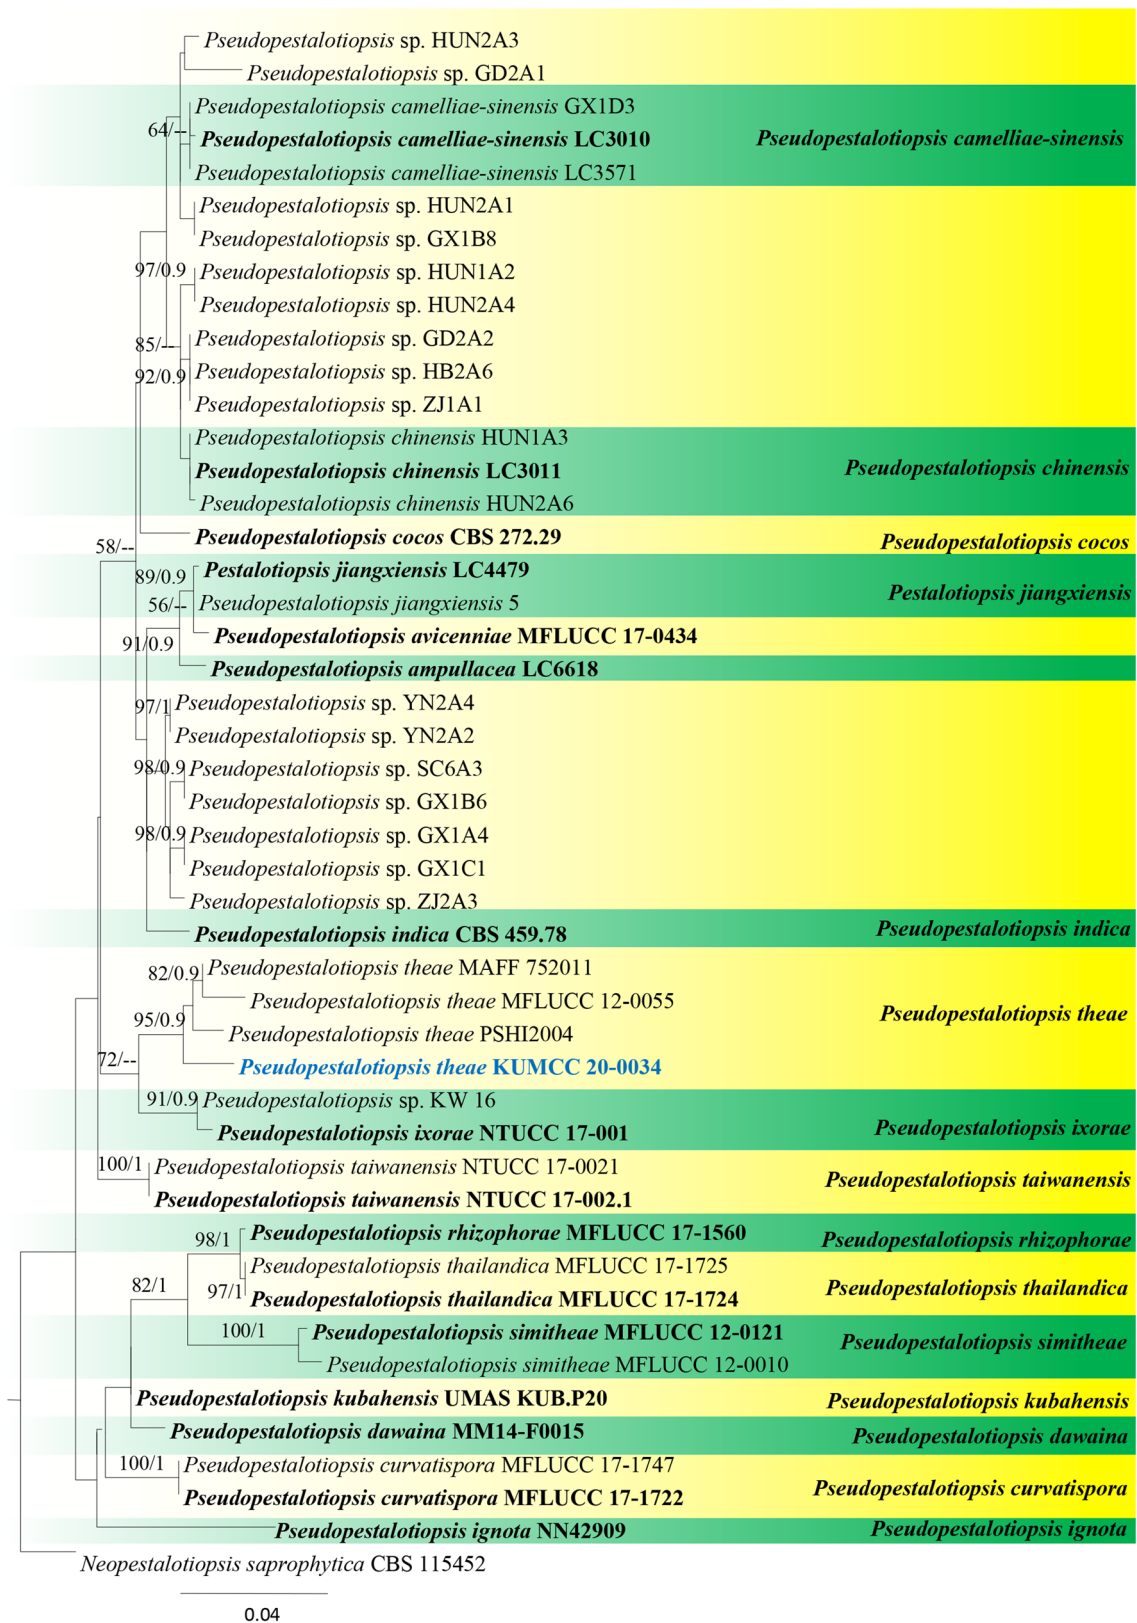 Pseudopestalotiopsis sp. HUN2A3
Pseudopestalotiopsis sp. GD2A1
Pseudopestalotiopsis camelliae-sinensis GX1D3
64/--
Pseudopestalotiopsis camelliae-sinensis LC3010
Pseudopestalotiopsis camelliae-sinensis
Pseudopestalotiopsis camelliae-sinensis LC3571
Pseudopestalotiopsis sp. HUN2A1
Pseudopestalotiopsis sp. GX1B8
97/0.9
Pseudopestalotiopsis sp. HUN1A2
Pseudopestalotiopsis sp. HUN2A4
85/--
Pseudopestalotiopsis sp. GD2A2
92/0.9
Pseudopestalotiopsis sp. HB2A6
Pseudopestalotiopsis sp. ZJ1A1
Pseudopestalotiopsis chinensis HUN1A3
Pseudopestalotiopsis chinensis LC3011
Pseudopestalotiopsis chinensis
Pseudopestalotiopsis chinensis HUN2A6
Pseudopestalotiopsis cocos CBS 272.29
Pseudopestalotiopsis cocos
58/--
89/0.9
Pestalotiopsis jiangxiensis LC4479
Pestalotiopsis jiangxiensis
56/--
Pseudopestalotiopsis jiangxiensis 5
Pseudopestalotiopsis avicenniae MFLUCC 17-0434
91/0.9
Pseudopestalotiopsis ampullacea LC6618
97/1
Pseudopestalotiopsis sp. YN2A4
Pseudopestalotiopsis sp. YN2A2
98/0.9
Pseudopestalotiopsis sp. SC6A3
Pseudopestalotiopsis sp. GX1B6
98/0.9
Pseudopestalotiopsis sp. GX1A4
Pseudopestalotiopsis sp. GX1C1
Pseudopestalotiopsis sp. ZJ2A3
Pseudopestalotiopsis indica CBS 459.78
Pseudopestalotiopsis indica
82/0.9
Pseudopestalotiopsis theae MAFF 752011
Pseudopestalotiopsis theae MFLUCC 12-0055
Pseudopestalotiopsis theae
95/0.9
Pseudopestalotiopsis theae PSHI2004
72/--
Pseudopestalotiopsis theae KUMCC 20-0034
91/0.9
Pseudopestalotiopsis sp. KW 16
Pseudopestalotiopsis ixorae NTUCC 17-001
Pseudopestalotiopsis ixorae
100/1
Pseudopestalotiopsis taiwanensis NTUCC 17-0021
Pseudopestalotiopsis taiwanensis
Pseudopestalotiopsis taiwanensis NTUCC 17-002.1
98/1
Pseudopestalotiopsis rhizophorae MFLUCC 17-1560
Pseudopestalotiopsis rhizophorae
Pseudopestalotiopsis thailandica MFLUCC 17-1725
82/1
97/1
Pseudopestalotiopsis thailandica
Pseudopestalotiopsis thailandica MFLUCC 17-1724
100/1
Pseudopestalotiopsis simitheae MFLUCC 12-0121
Pseudopestalotiopsis simitheae
Pseudopestalotiopsis simitheae MFLUCC 12-0010
Pseudopestalotiopsis kubahensis UMAS KUB.P20
Pseudopestalotiopsis kubahensis
Pseudopestalotiopsis dawaina MM14-F0015
Pseudopestalotiopsis dawaina
100/1
Pseudopestalotiopsis curvatispora MFLUCC 17-1747
Pseudopestalotiopsis curvatispora
Pseudopestalotiopsis curvatispora MFLUCC 17-1722
Pseudopestalotiopsis ignota NN42909
Pseudopestalotiopsis ignota
Neopestalotiopsis saprophytica CBS 115452
0.04